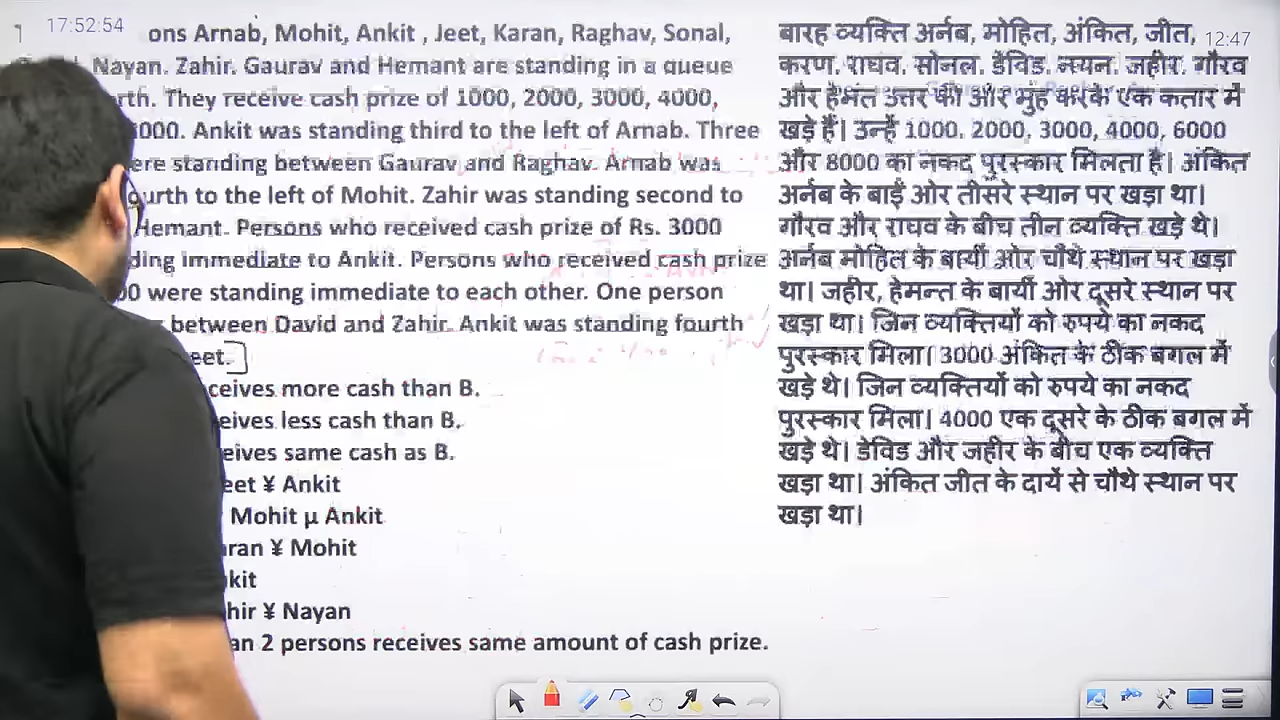 17:52:54
ons Arnab, Mohit, Ankit , Jeet, Karan, Raghav, Sonal,
Nayan. Zahir. Gaurav and Hemant are standing in a queue
rth. They receive cash prize of 1000, 2000, 3000, 4000,
000. Ankit was standing third to the left of Arnab. Three
ere standing between Gaurav and Raghav. Arnab was
urth to the left of Mohit. Zahir was standing second to
Hemant. Persons who received cash prize of Rs. 3000
ding immediate to Ankit. Persons who received cash prize
00 were standing immediate to each other. One person
between David and Zahir. Ankit was standing fourth
eet.
ceives more cash than B.
eives less cash than B.
eives same cash as B.
eet ¥ Ankit
Mohit µ Ankit
aran ¥ Mohit
kit
hir ¥ Nayan
an 2 persons receives same amount of cash prize.
12:47
बारह व्यक्ति अर्नब, मोहित, अंकित, जीत,
करण. राघव. सोनल. डेविड. नयन. जहीर. गौरव
और हेमंत उत्तर की ओर मुंह करके एक कतार में
खड़े हैं। उन्हें 1000. 2000, 3000, 4000, 6000
और 8000 का नकद पुरस्कार मिलता है। अंकित
अर्नब के बाईं ओर तीसरे स्थान पर खड़ा था।
गौरव और राघव के बीच तीन व्यक्ति खड़े थे।
अर्नब मोहित के बायीं ओर चौथे स्थान पर खड़ा
था। जहीर, हेमन्त के बायीं ओर दूसरे स्थान पर
खड़ा था। जिन व्यक्तियों को रुपये का नकद
पुरस्कार मिला। 3000 अंकित के ठीक बगल में
खड़े थे। जिन व्यक्तियों को रुपये का नकद
पुरस्कार मिला। 4000 एक दूसरे के ठीक बगल में
खड़े थे। डेविड और जहीर के बीच एक व्यक्ति
खड़ा था। अंकित जीत के दायें से चौथे स्थान पर
खड़ा था।